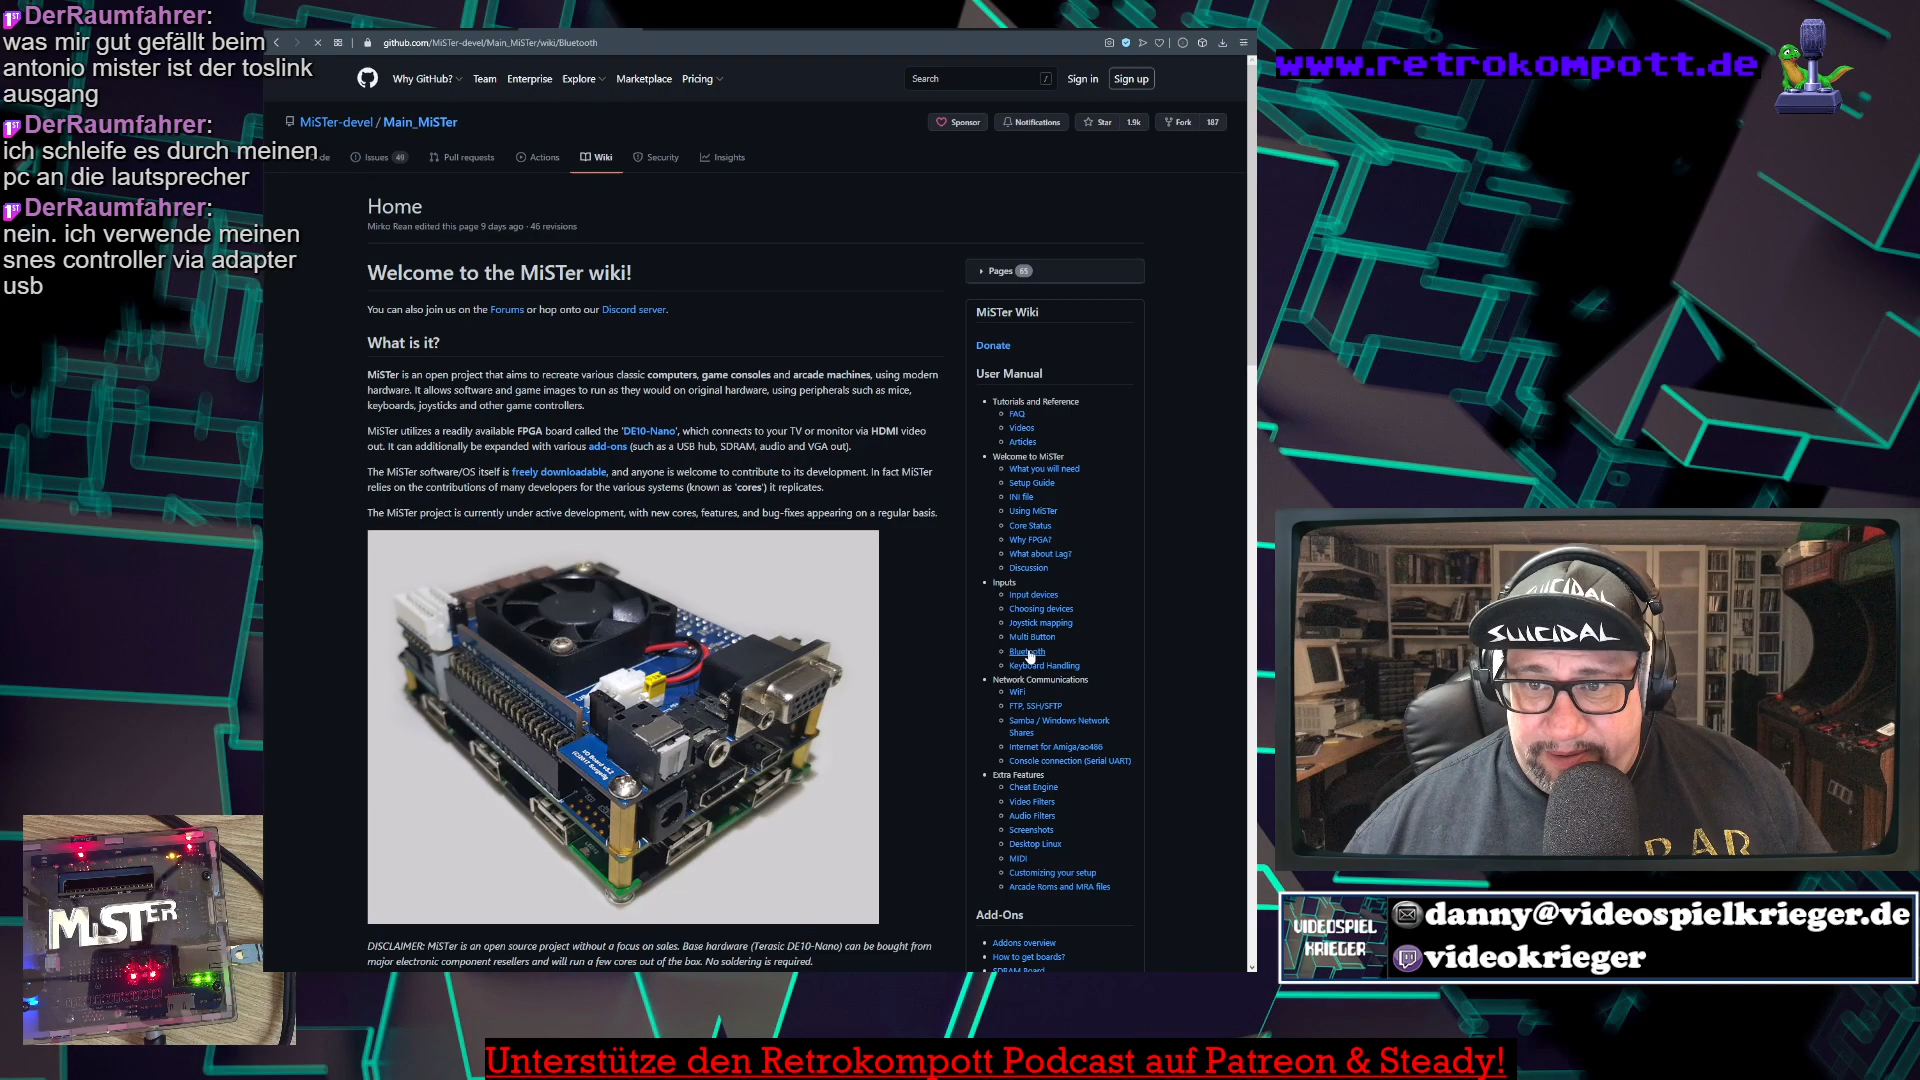 DerRaumfahrer:
was mir gut gefällt beim
antonio mister ist der toslink
ausgang
DerRaumfahrer:
ich schleife es durch meinen
pc an die lautsprecher
DerRaumfahrer:
nein. ich verwende meinen
snes controller via adapter
usb
github.com/MiSTer-devel/Main_MiSTer/wiki/Bluetooth
Why GitHub? Team Enterprise Explore Marketplace Pricing
Search /
Sign in Sign up
MiSTer-devel / Main_MiSTer
Sponsor Notifications Star 1.9k Fork 187
de Issues 49 Pull requests Actions Wiki Security Insights
Home
Mirko Rean edited this page 9 days ago · 46 revisions
Welcome to the MiSTer wiki!
You can also join us on the Forums or hop onto our Discord server.
What is it?
MiSTer is an open project that aims to recreate various classic computers, game consoles and arcade machines, using modern
hardware. It allows software and game images to run as they would on original hardware, using peripherals such as mice,
keyboards, joysticks and other game controllers.
MiSTer utilizes a readily available FPGA board called the 'DE10-Nano', which connects to your TV or monitor via HDMI video
out. It can additionally be expanded with various add-ons (such as a USB hub, SDRAM, audio and VGA out).
The MiSTer software/OS itself is freely downloadable, and anyone is welcome to contribute to its development. In fact MiSTer
relies on the contributions of many developers for the various systems (known as 'cores') it replicates.
The MiSTer project is currently under active development, with new cores, features, and bug-fixes appearing on a regular basis.
DISCLAIMER: MiSTer is an open source project without a focus on sales. Base hardware (Terasic DE10-Nano) can be bought from
major electronic component resellers and will run a few cores out of the box. No soldering is required.
Pages 65
MiSTer Wiki
Donate
User Manual
Tutorials and Reference
FAQ
Videos
Articles
Welcome to MiSTer
What you will need
Setup Guide
INI file
Using MiSTer
Core Status
Why FPGA?
What about Lag?
Discussion
Inputs
Input devices
Choosing devices
Joystick mapping
Multi Button
Bluetooth
Keyboard Handling
Network Communications
WiFi
FTP, SSH/SFTP
Samba / Windows Network
Shares
Internet for Amiga/ao486
Console connection (Serial UART)
Extra Features
Cheat Engine
Video Filters
Audio Filters
Screenshots
Desktop Linux
MIDI
Customizing your setup
Arcade Roms and MRA files
Add-Ons
Addons overview
How to get boards?
SDRAM Board
www.retrokompott.de
SUICIDAL
SUICIDAL
MiSTER
VIDEOSPIEL
KRIEGER
danny@videospielkrieger.de
videokrieger
Unterstütze den Retrokompott Podcast auf Patreon & Steady!